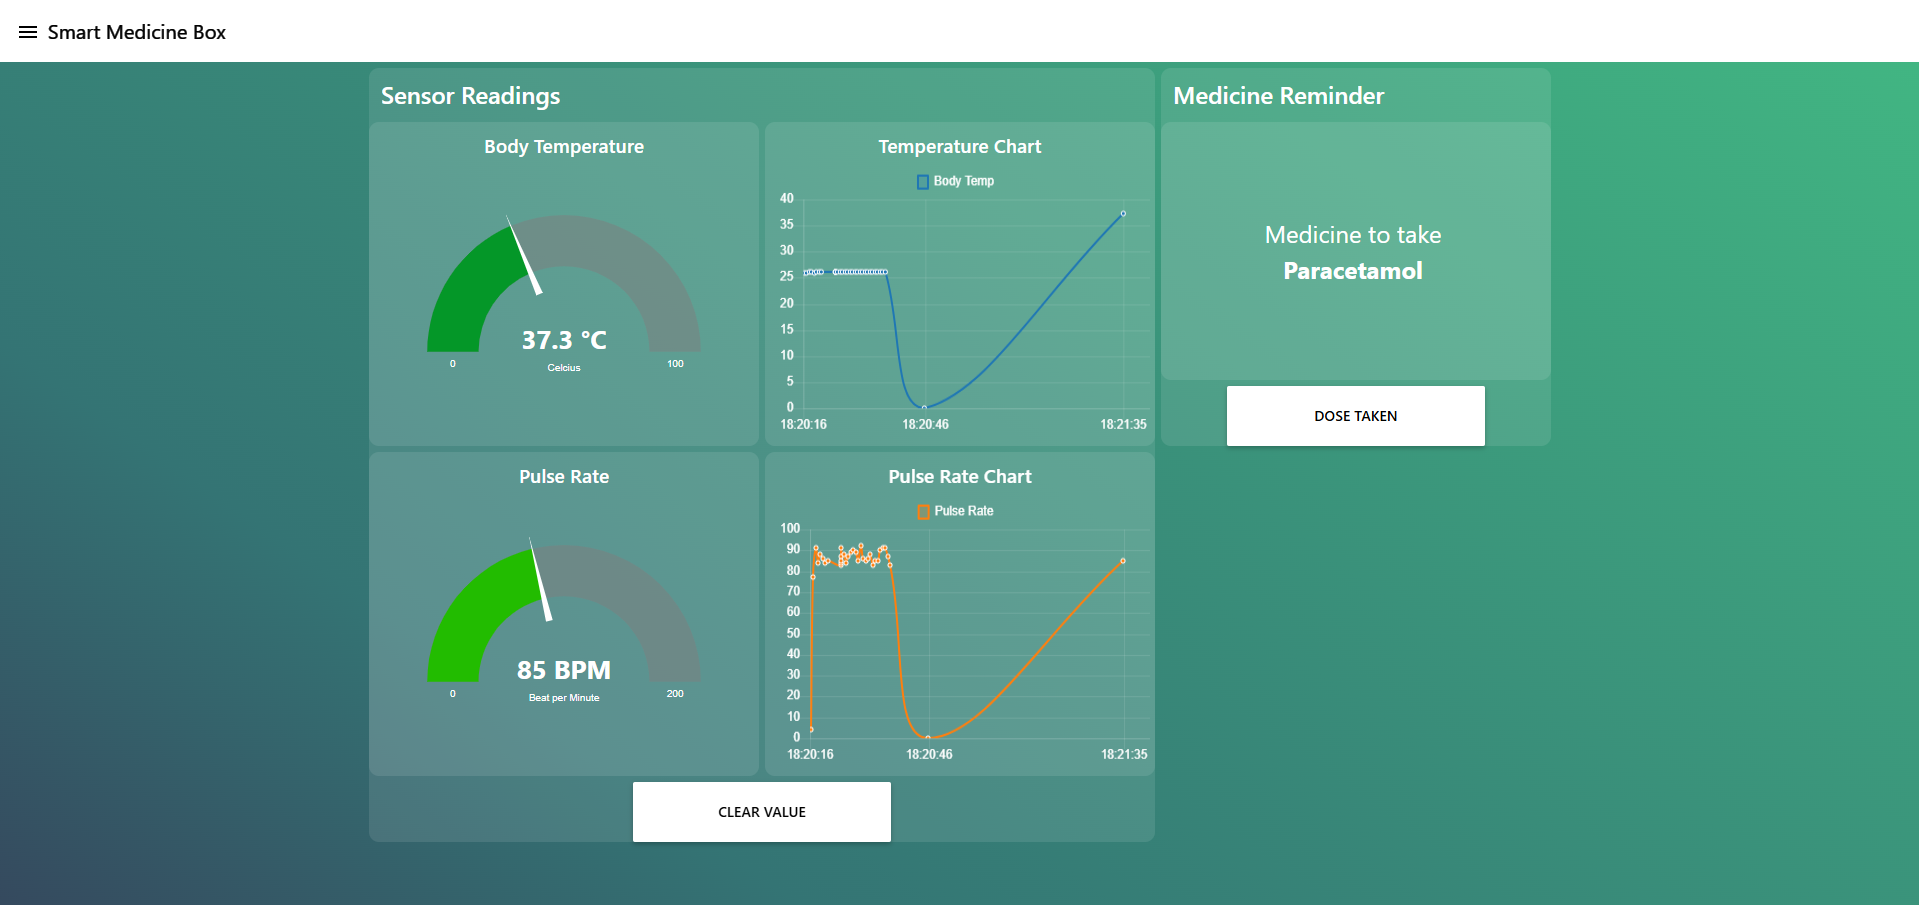 Smart Medicine Box
Sensor Readings
Body Temperature
37.3 °C
Celcius
0
100
Temperature Chart
Body Temp
40
35
30
25
20
15
10
5
0
18:20:16 18:20:46 18:21:35
Pulse Rate
85 BPM
Beat per Minute
0
200
Pulse Rate Chart
Pulse Rate
100
90
80
70
60
50
40
30
20
10
0
18:20:16 18:20:46 18:21:35
CLEAR VALUE
Medicine Reminder
Medicine to take
Paracetamol
DOSE TAKEN